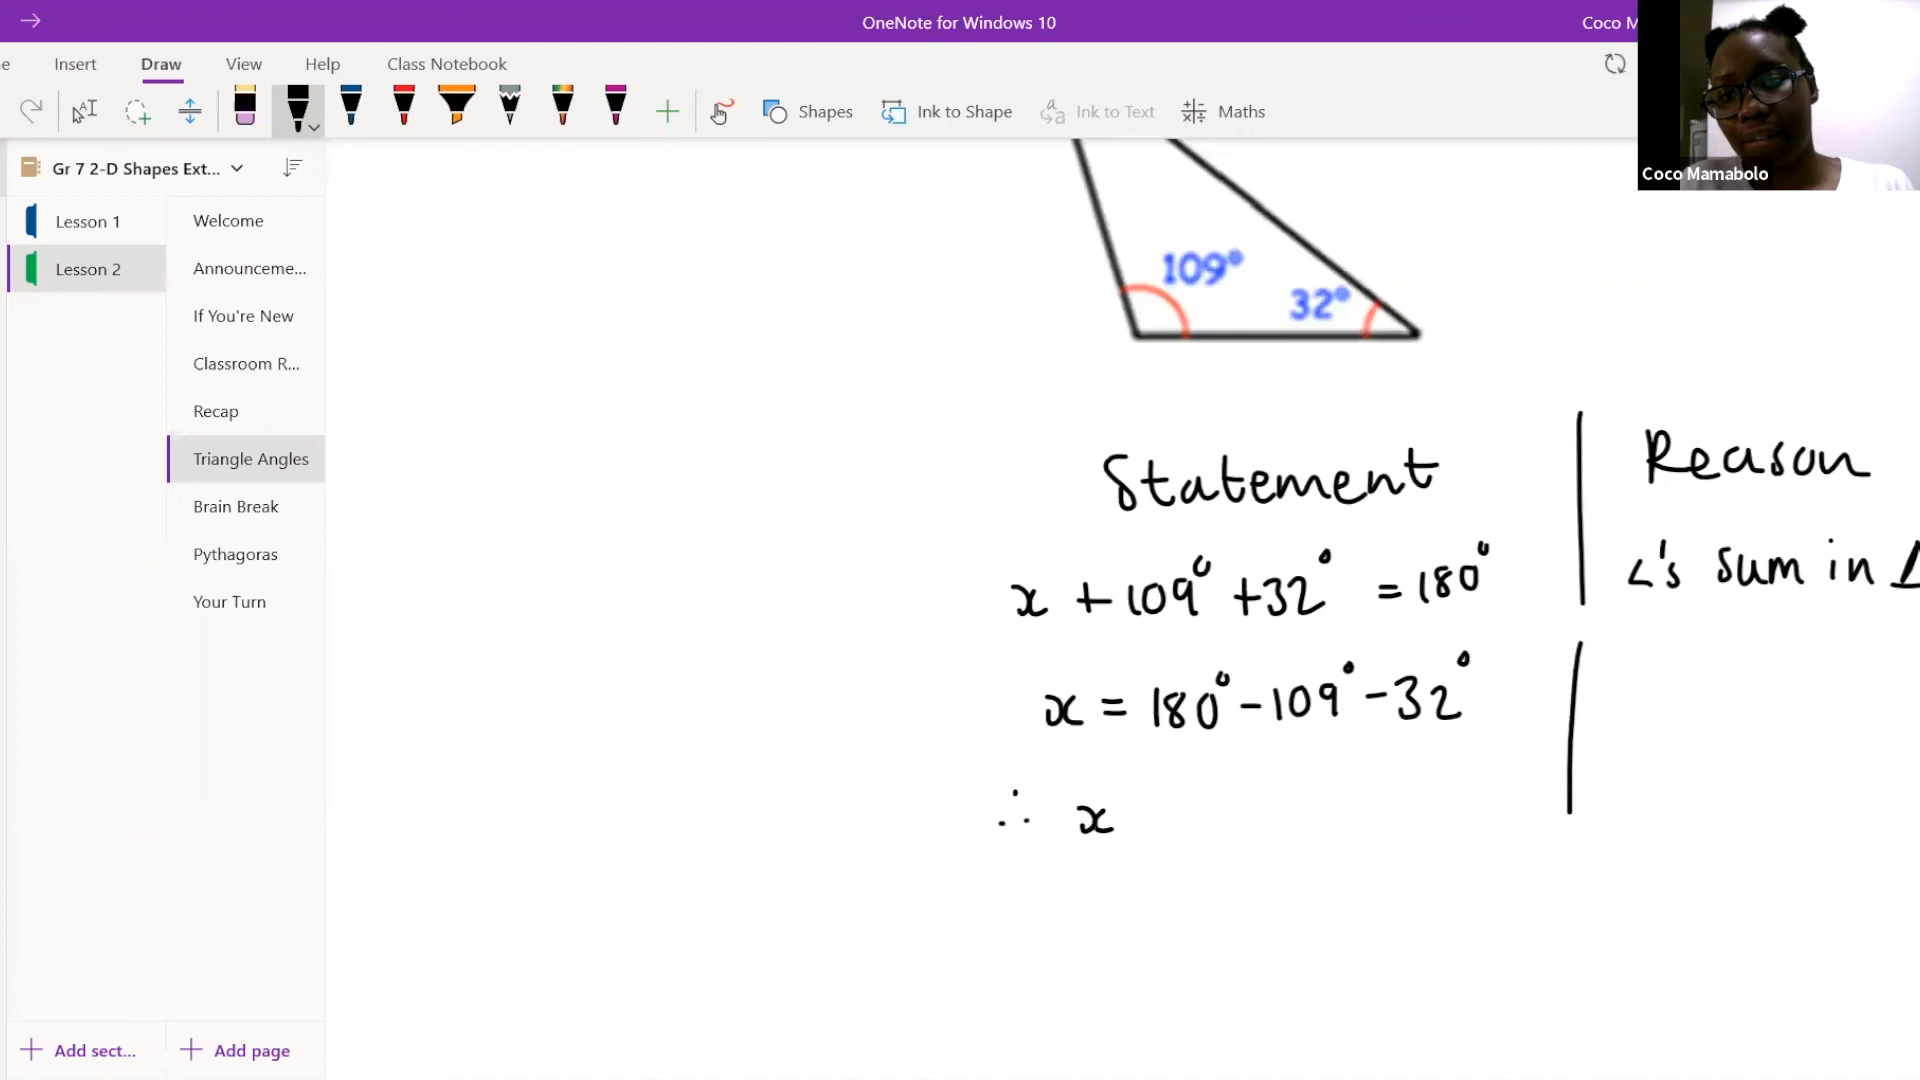 OneNote for Windows 10
Coco M
e
Insert
Draw
View
Help
Class Notebook
Shapes
Ink to Shape
Ink to Text
Maths
Coco Mamabolo
Gr 7 2-D Shapes Ext...
Lesson 1
Lesson 2
Welcome
Announceme...
If You're New
Classroom R...
Recap
Triangle Angles
Brain Break
Pythagoras
Your Turn
Add sect...
Add page
109°
32°
Statement
Reason
x + 109° + 32° = 180°
∠'s sum in Δ
x = 180° - 109° - 32°
∴ x